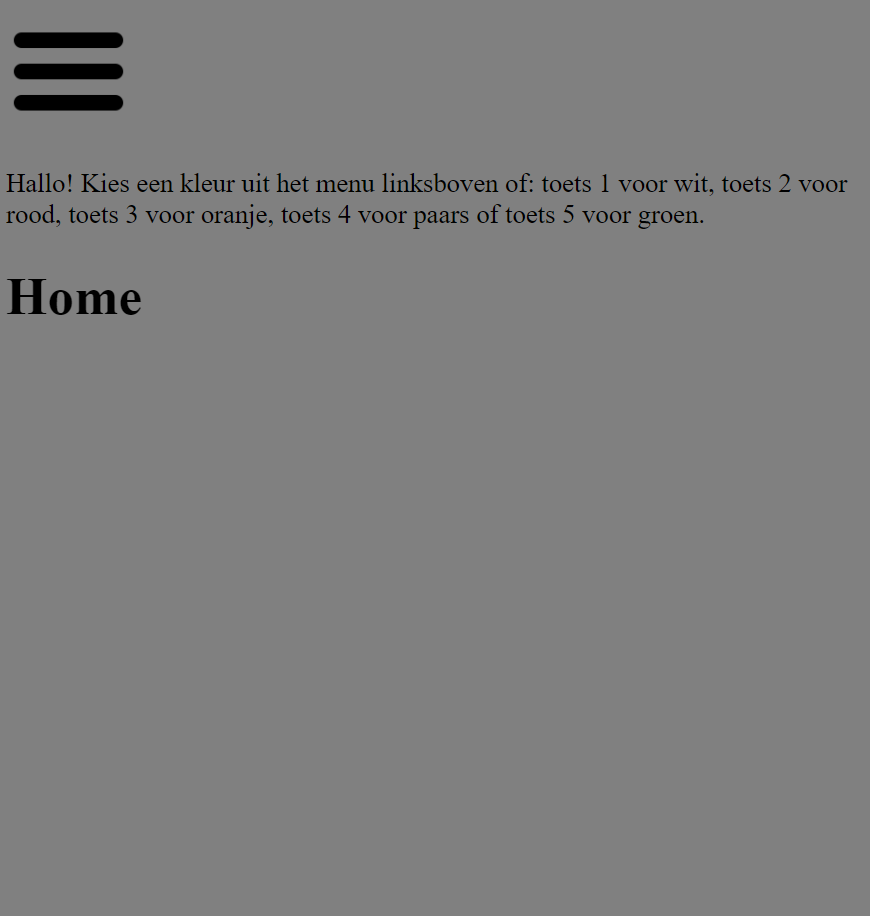 Hallo! Kies een kleur uit het menu linksboven of: toets 1 voor wit, toets 2 voor
rood, toets 3 voor oranje, toets 4 voor paars of toets 5 voor groen.
Home